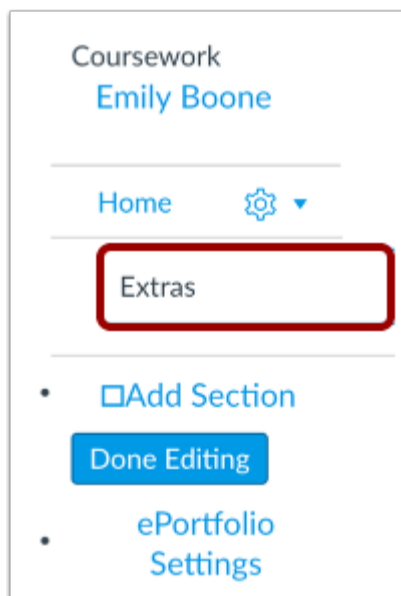 Coursework
Emily Boone
Home
Extras
Add Section
Done Editing
ePortfolio
Settings